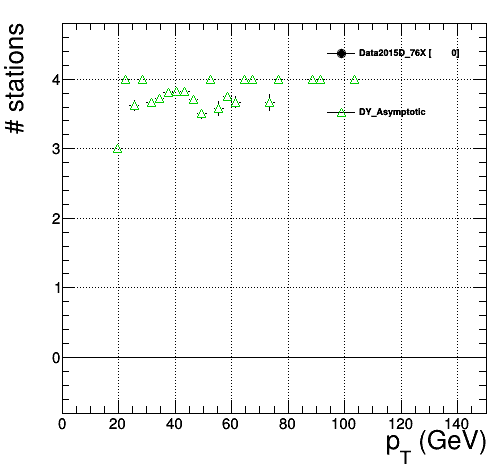 # stations
Data2015D_76X [ 0]
DY_Asymptotic
4
3
2
1
0
0 20 40 60 80 100 120 140
p_T (GeV)